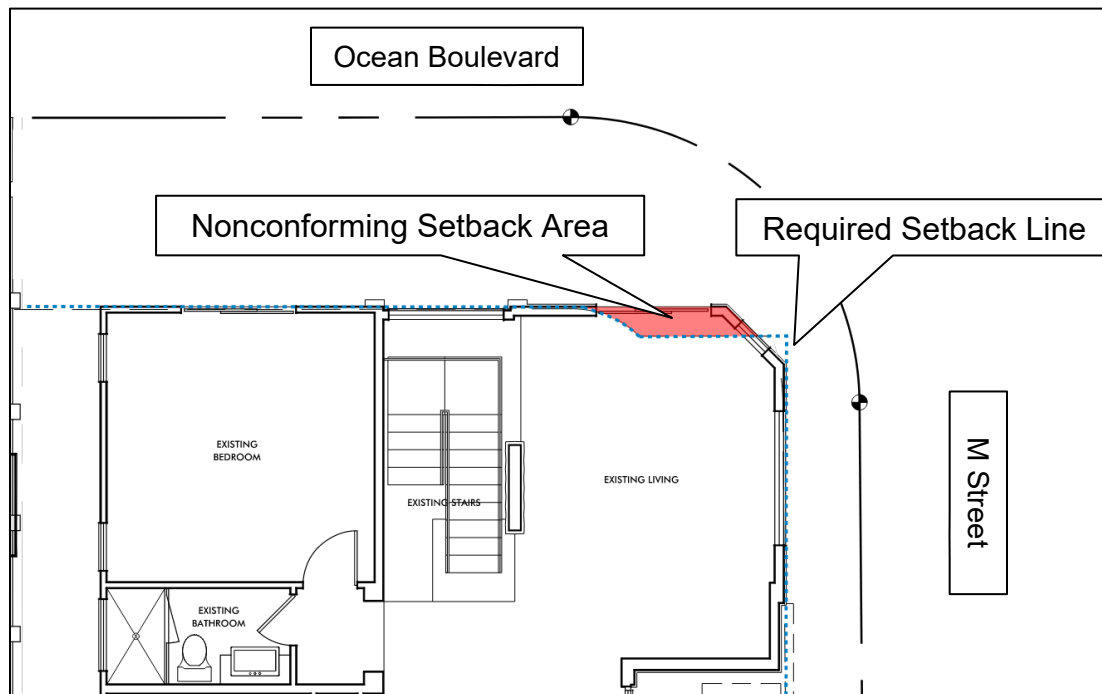 Ocean Boulevard
Nonconforming Setback Area
Required Setback Line
EXISTING
BEDROOM
EXISTING STAIRS
EXISTING LIVING
M Street
EXISTING
BATHROOM